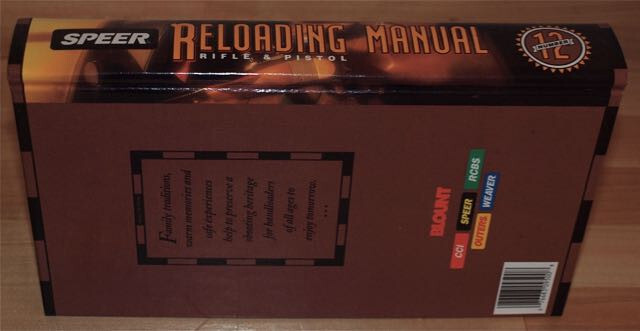 SPEER
RELOADING MANUAL
RIFLE & PISTOL
NUMBER
12
Family traditions,
warm memories and
safe experiences
help to preserve a
shooting heritage
for handloaders
of all ages to
enjoy tomorrow.
BLOUNT
CCI SPEER RCBS
OUTERS WEAVER